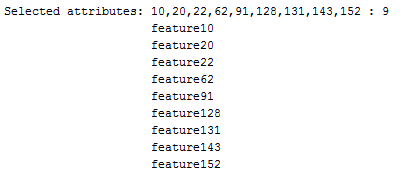 Selected attributes: 10,20,22,62,91,128,131,143,152 : 9
feature10
feature20
feature22
feature62
feature91
feature128
feature131
feature143
feature152